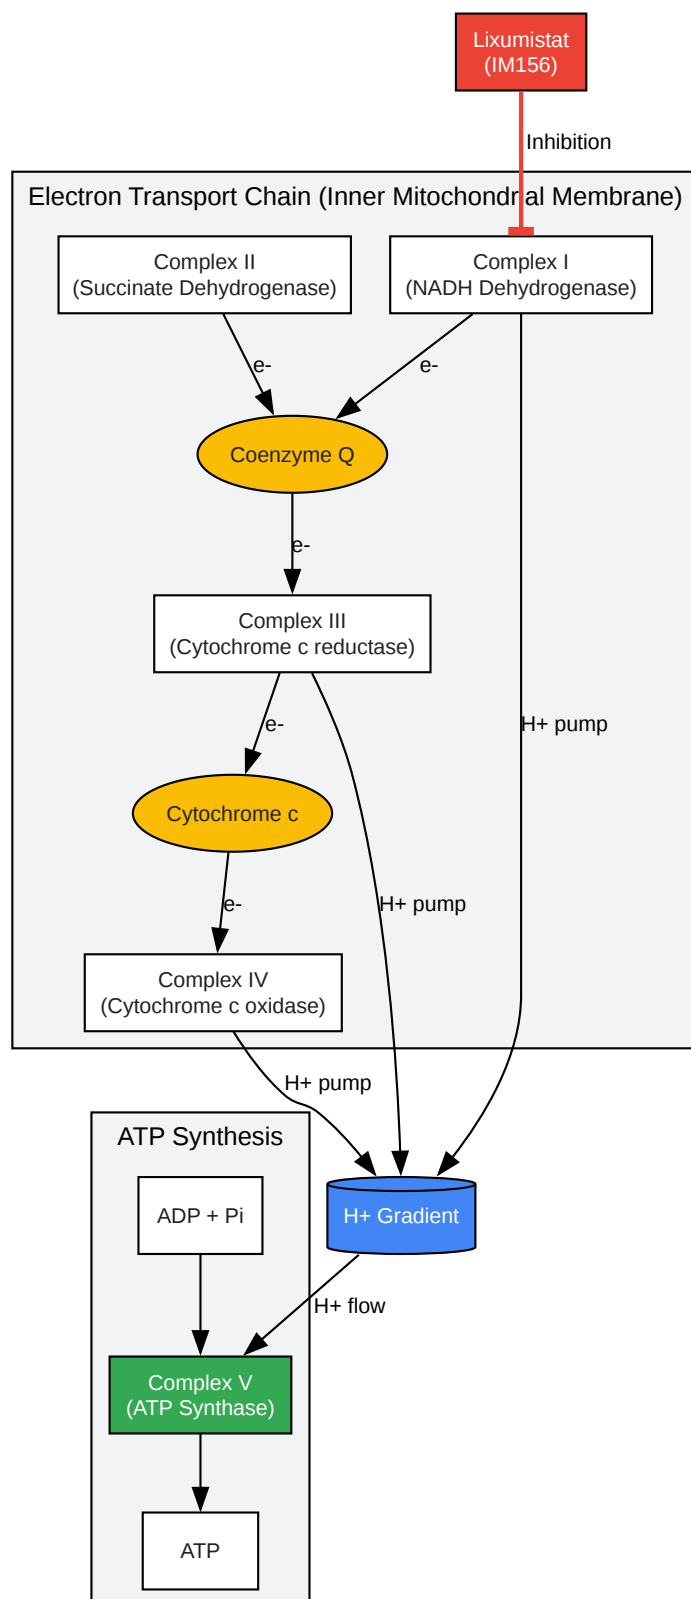 Lixumistat
(IM156)
Inhibition
Electron Transport Chain (Inner Mitochondrial Membrane)
Complex II
(Succinate Dehydrogenase)
Complex I
(NADH Dehydrogenase)
e-
e-
Coenzyme Q
e-
Complex III
(Cytochrome c reductase)
e-
H+ pump
Cytochrome c
e-
H+ pump
Complex IV
(Cytochrome c oxidase)
H+ pump
ATP Synthesis
ADP + Pi
H+ Gradient
H+ flow
Complex V
(ATP Synthase)
ATP